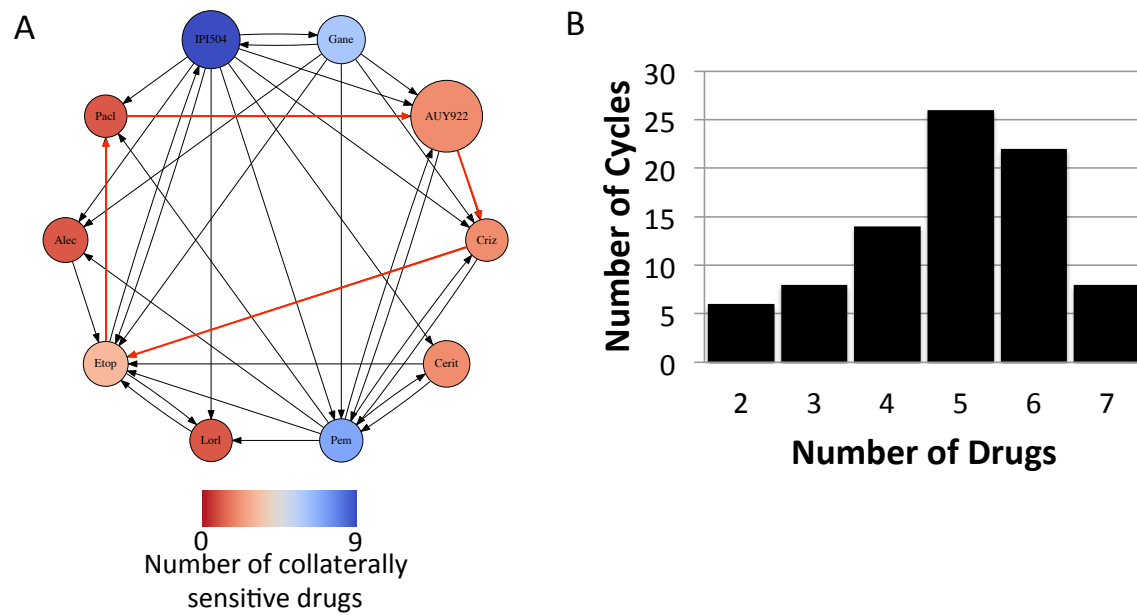 A
IPI504
Gane
Pacl
AUY922
Alec
Criz
Etop
Cerit
Lorl
Pem
0
9
Number of collaterally
sensitive drugs
B
Number of Cycles
30
25
20
15
10
5
0
2 3 4 5 6 7
Number of Drugs